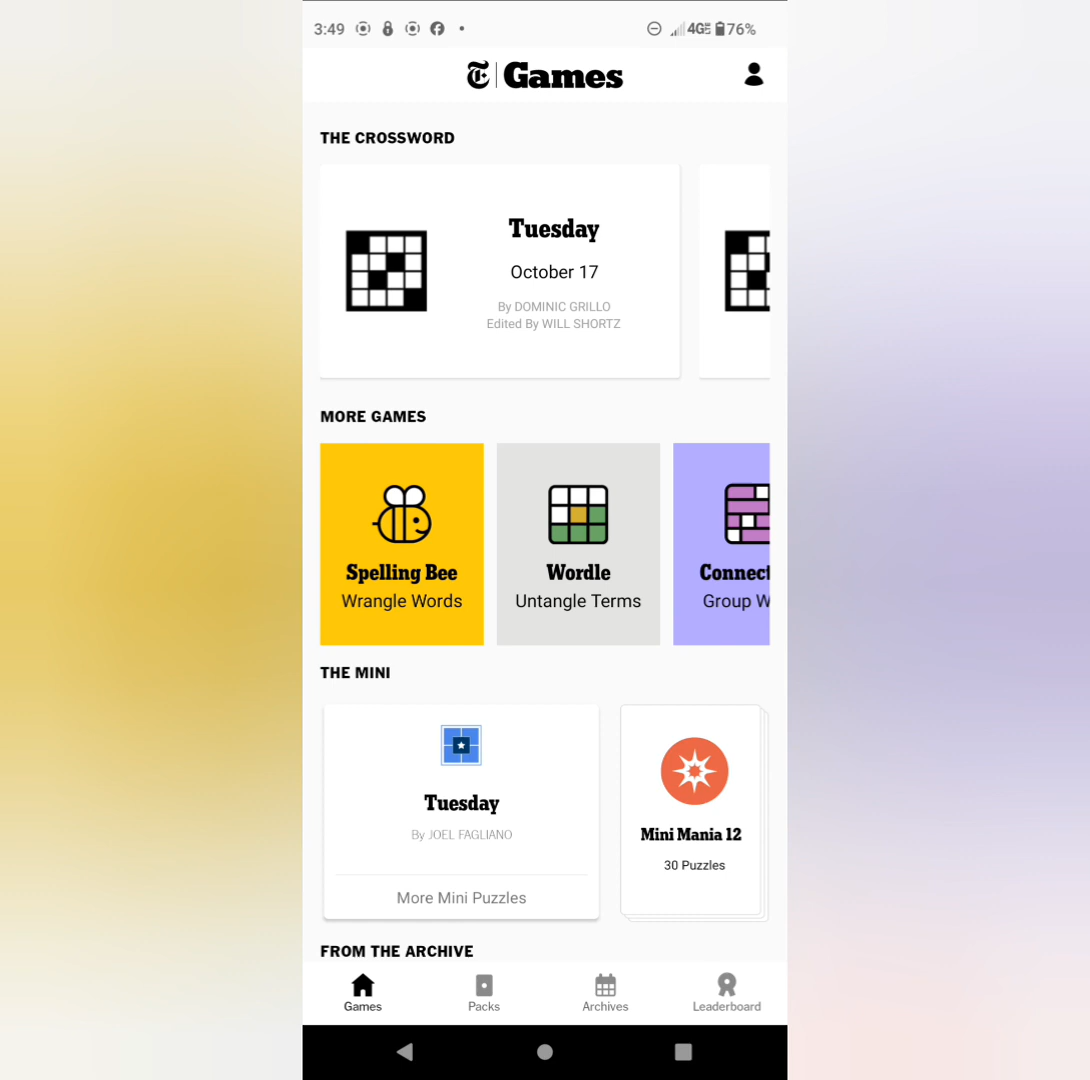 3:49 4G 76%
T Games
THE CROSSWORD
Tuesday
October 17
By DOMINIC GRILLO
Edited By WILL SHORTZ
MORE GAMES
Spelling Bee
Wrangle Words
Wordle
Untangle Terms
Connect
Group W
THE MINI
Tuesday
By JOEL FAGLIANO
More Mini Puzzles
Mini Mania 12
30 Puzzles
FROM THE ARCHIVE
Games Packs Archives Leaderboard